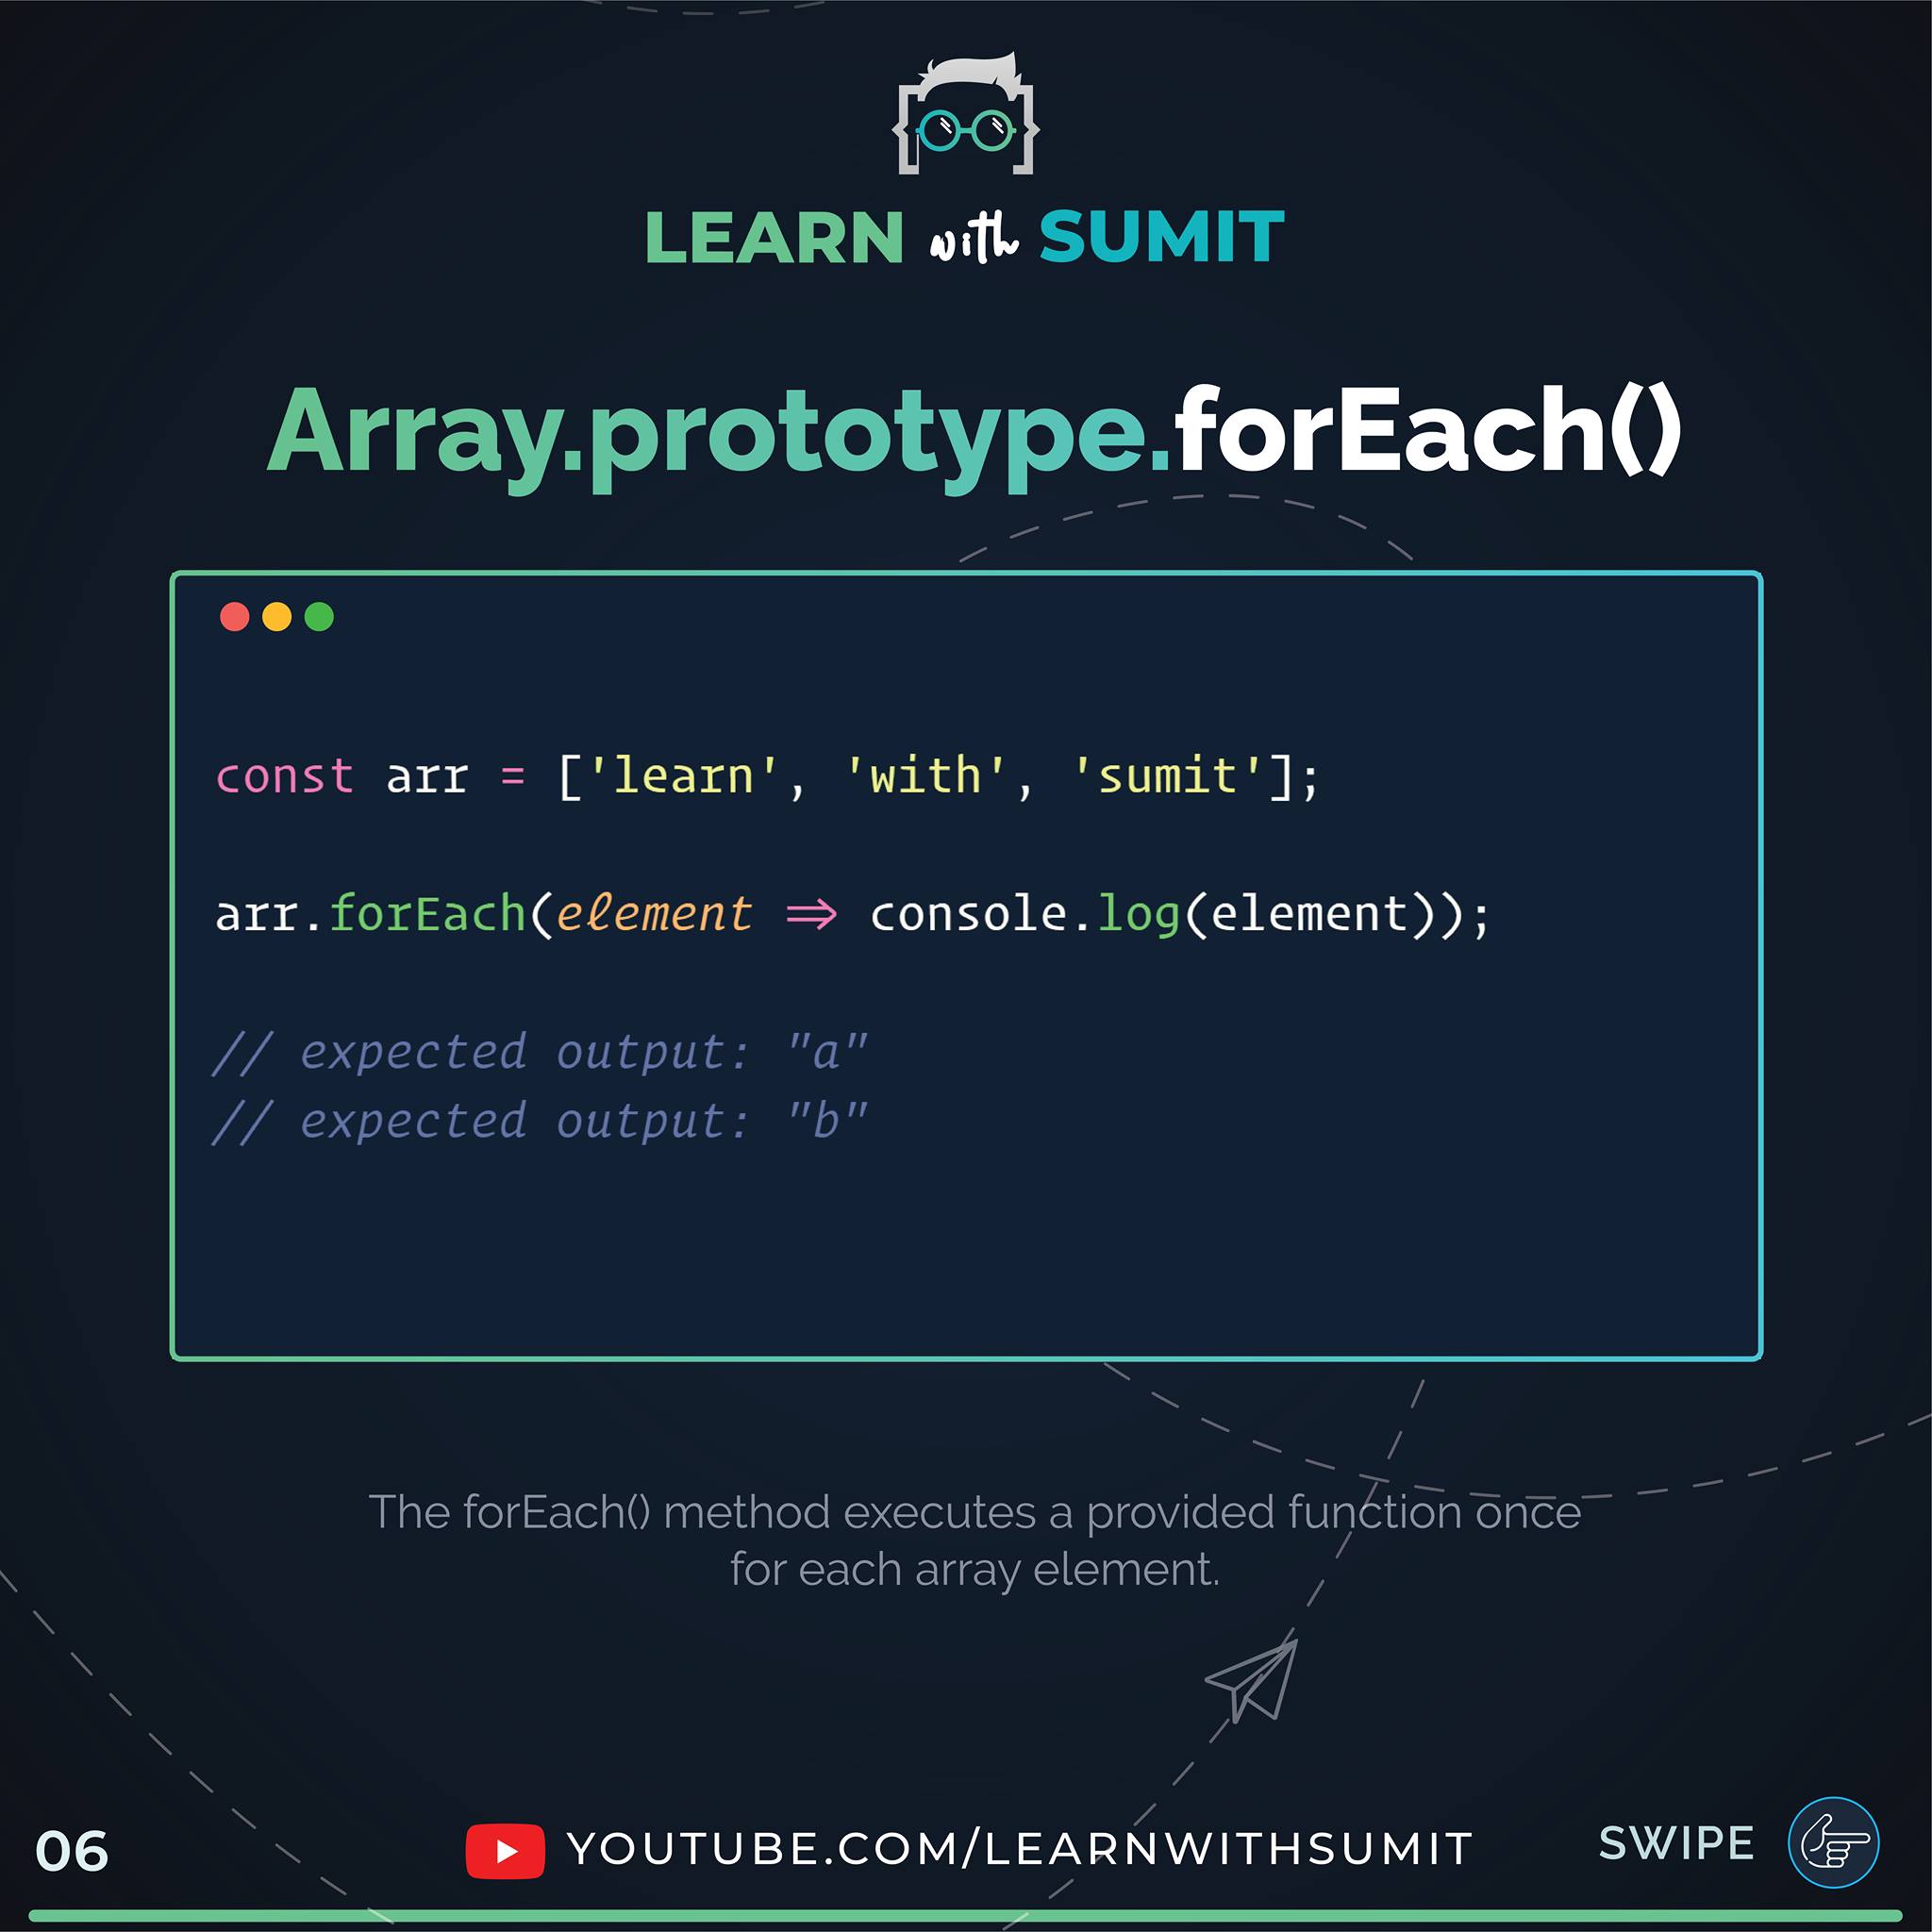 LEARN with SUMIT
Array.prototype.forEach()
const arr = ['learn', 'with', 'sumit'];
arr.forEach(element => console.log(element));
// expected output: "a"
// expected output: "b"
The forEach() method executes a provided function once
for each array element.
06
YOUTUBE.COM/LEARNWITHSUMIT
SWIPE